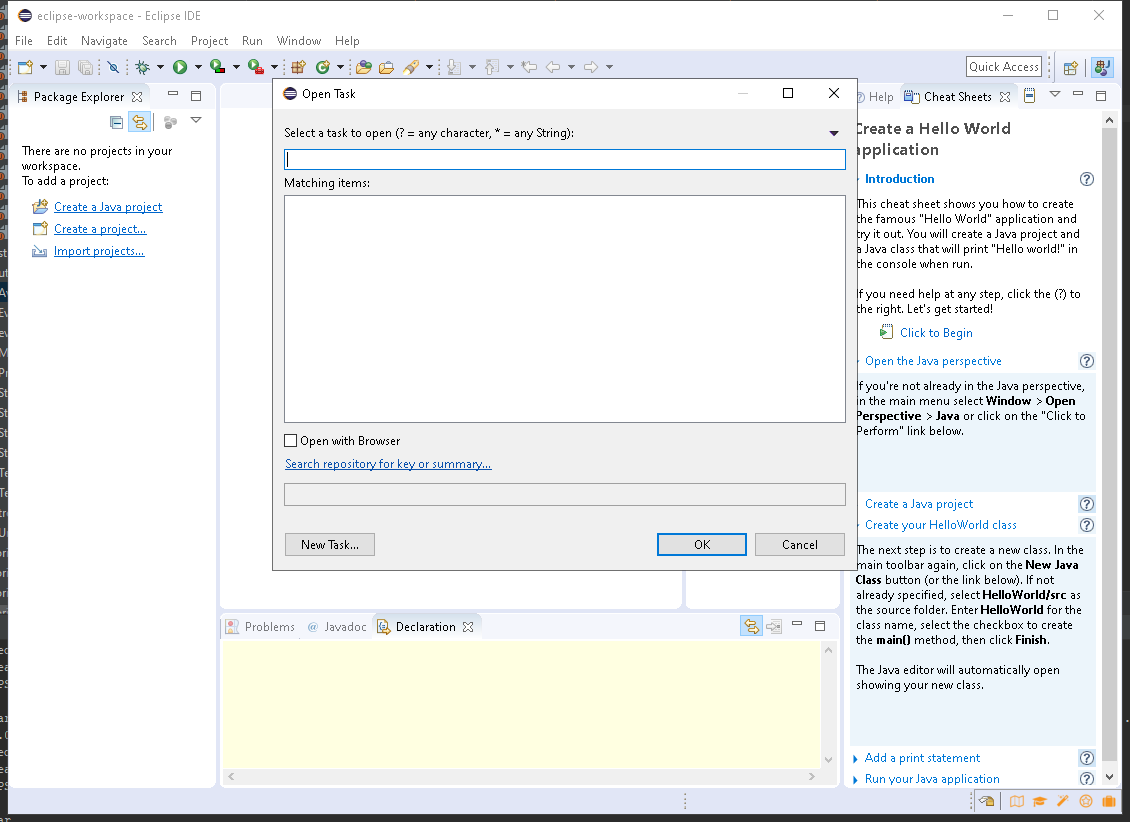 eclipse-workspace - Eclipse IDE
File Edit Navigate Search Project Run Window Help
Quick Access
Package Explorer
There are no projects in your
workspace.
To add a project:
Create a Java project
Create a project...
Import projects...
Open Task
Select a task to open (? = any character, * = any String):
Matching items:
Open with Browser
Search repository for key or summary...
New Task...
OK
Cancel
Help
Cheat Sheets
Create a Hello World
application
Introduction
This cheat sheet shows you how to create
the famous "Hello World" application and
try it out. You will create a Java project and
a Java class that will print "Hello world!" in
the console when run.
If you need help at any step, click the (?) to
the right. Let's get started!
Click to Begin
Open the Java perspective
If you're not already in the Java perspective,
in the main menu select Window > Open
Perspective > Java or click on the "Click to
Perform" link below.
Create a Java project
Create your HelloWorld class
The next step is to create a new class. In the
main toolbar again, click on the New Java
Class button (or the link below). If not
already specified, select HelloWorld/src as
the source folder. Enter HelloWorld for the
class name, select the checkbox to create
the main() method, then click Finish.
The Java editor will automatically open
showing your new class.
Add a print statement
Run your Java application
Problems
@ Javadoc
Declaration